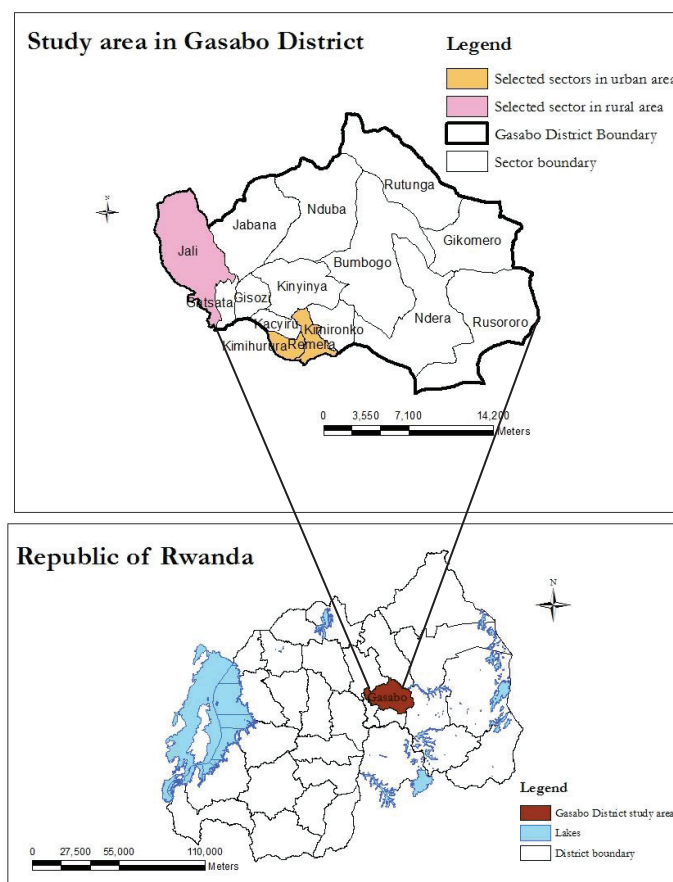 Study area in Gasabo District
Legend
Selected sectors in urban area
Selected sector in rural area
Gasabo District Boundary
Sector boundary
N
Rutunga
Nduba
Jabana
Gikomero
Jali
Bumbogo
Kinyinya
Gatsata
Gisozi
Ndera
Rusororo
Kacyiru
Kimironko
Kimihurura
Remera
0 3,550 7,100 14,200
Meters
Republic of Rwanda
N
Gasabo
Legend
Gasabo District study area
Lakes
District boundary
0 27,500 55,000 110,000
Meters